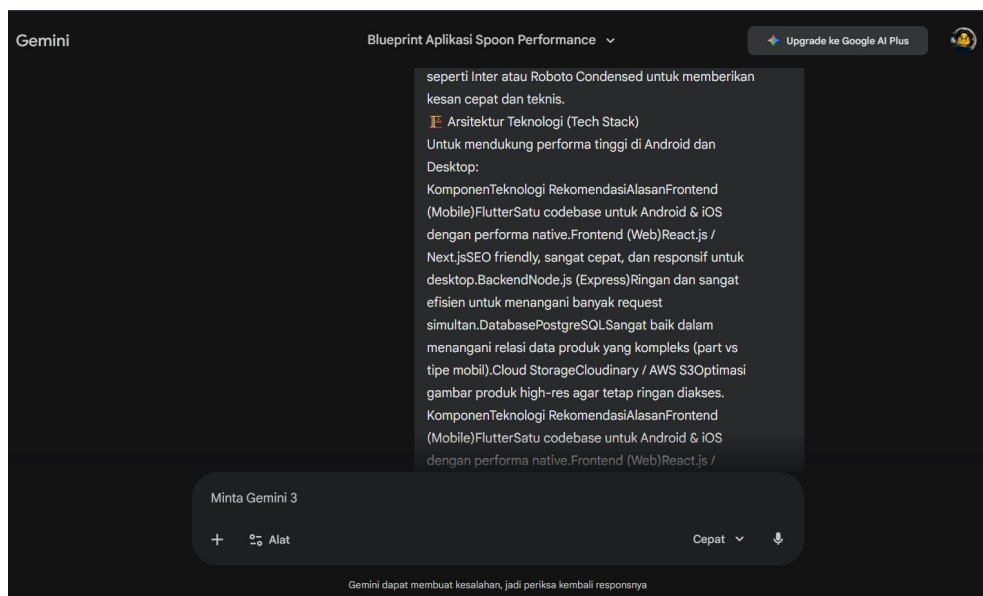 Gemini
Blueprint Aplikasi Spoon Performance
Upgrade ke Google AI Plus
seperti Inter atau Roboto Condensed untuk memberikan
kesan cepat dan teknis.
Arsitektur Teknologi (Tech Stack)
Untuk mendukung performa tinggi di Android dan
Desktop:
KomponenTeknologi RekomendasiAlasanFrontend
(Mobile)FlutterSatu codebase untuk Android & iOS
dengan performa native.Frontend (Web)React.js /
Next.jsSEO friendly, sangat cepat, dan responsif untuk
desktop.BackendNode.js (Express)Ringan dan sangat
efisien untuk menangani banyak request
simultan.DatabasePostgreSQLSangat baik dalam
menangani relasi data produk yang kompleks (part vs
tipe mobil).Cloud StorageCloudinary / AWS S3Optimasi
gambar produk high-res agar tetap ringan diakses.
KomponenTeknologi RekomendasiAlasanFrontend
(Mobile)FlutterSatu codebase untuk Android & iOS
dengan performa native.Frontend (Web)React.js /
Minta Gemini 3
Alat
Cepat
Gemini dapat membuat kesalahan, jadi periksa kembali responsnya